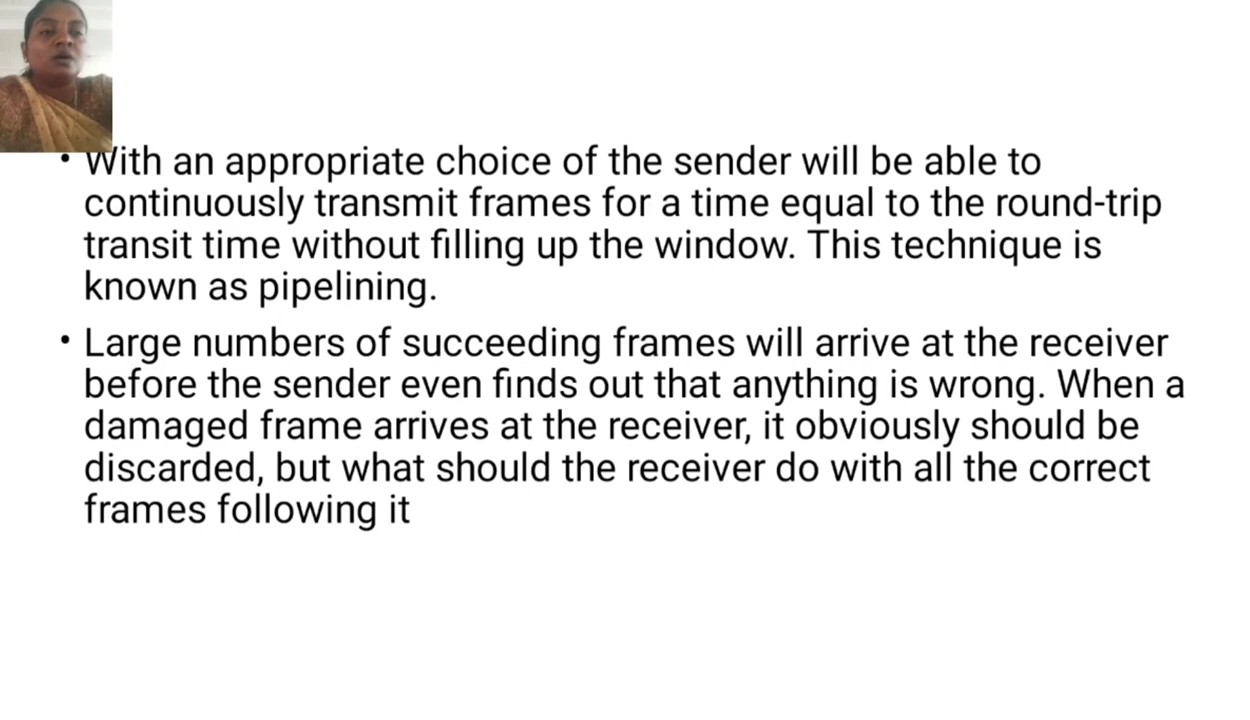 • With an appropriate choice of the sender will be able to
continuously transmit frames for a time equal to the round-trip
transit time without filling up the window. This technique is
known as pipelining.
• Large numbers of succeeding frames will arrive at the receiver
before the sender even finds out that anything is wrong. When a
damaged frame arrives at the receiver, it obviously should be
discarded, but what should the receiver do with all the correct
frames following it